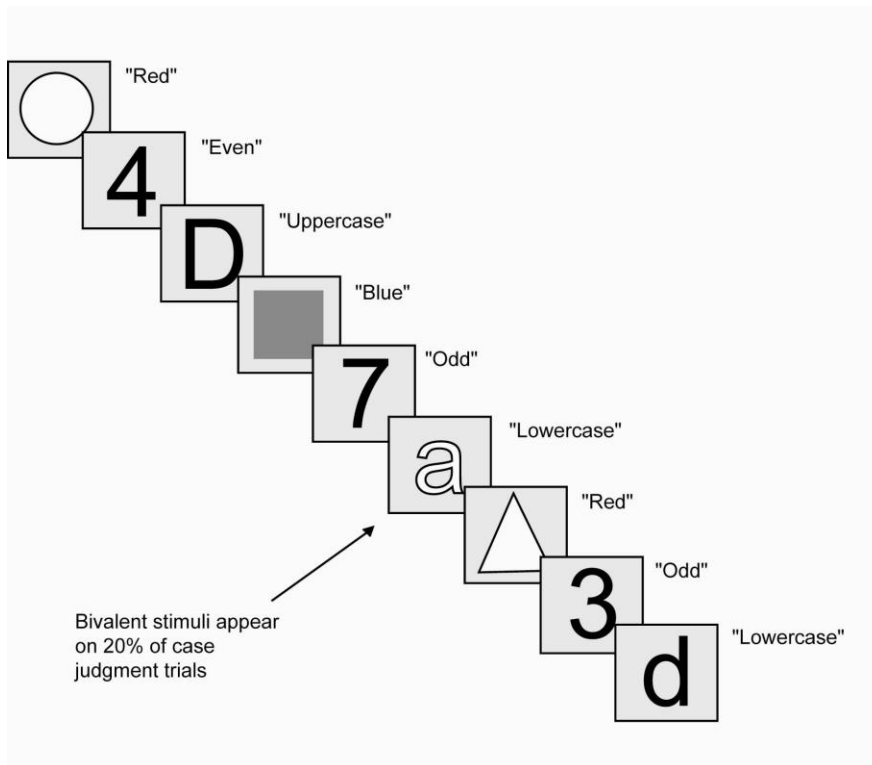 "Red"
4
"Even"
D
"Uppercase"
"Blue"
7
"Odd"
a
"Lowercase"
"Red"
3
"Odd"
d
"Lowercase"
Bivalent stimuli appear
on 20% of case
judgment trials